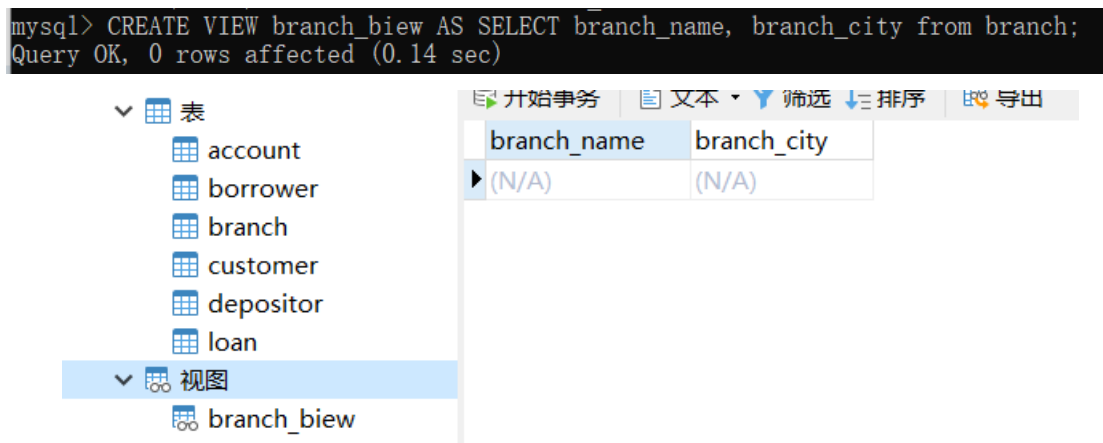 mysql> CREATE VIEW branch_biew AS SELECT branch_name, branch_city from branch;
Query OK, 0 rows affected (0.14 sec)
表
account
borrower
branch
customer
depositor
loan
视图
branch_biew
开始事务 文本 筛选 排序 导出
branch_name branch_city
(N/A) (N/A)